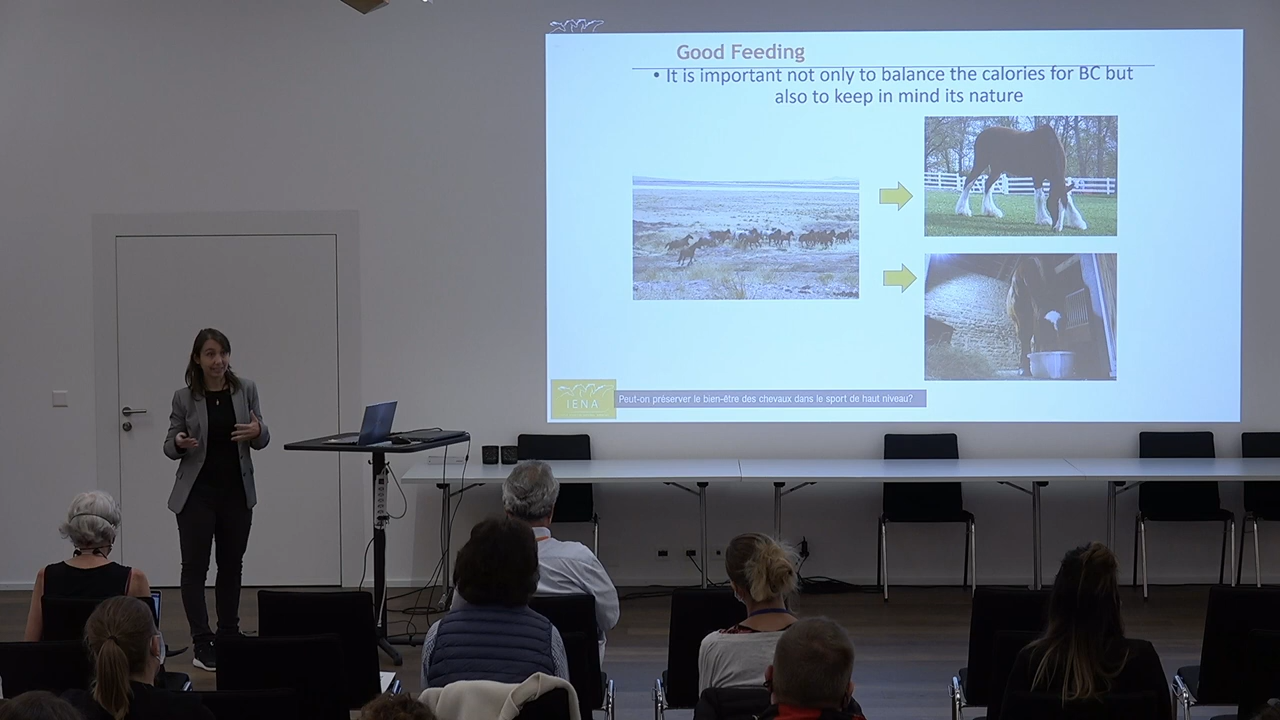 Good Feeding
• It is important not only to balance the calories for BC but
also to keep in mind its nature
IENA
Peut-on préserver le bien-être des chevaux dans le sport de haut niveau?